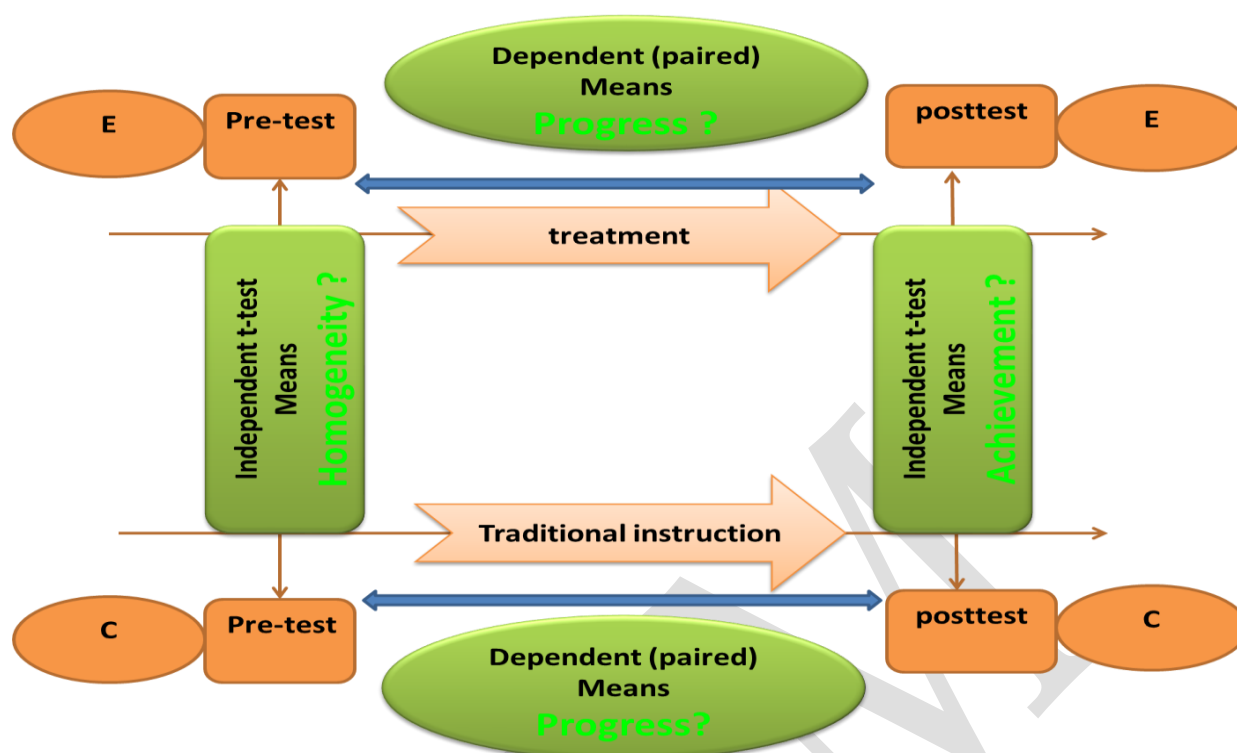 Dependent (paired)
Means
Progress ?
E
Pre-test
posttest
E
treatment
Independent t-test
Means
Homogeneity ?
Independent t-test
Means
Achievement ?
Traditional instruction
C
Pre-test
posttest
C
Dependent (paired)
Means
Progress?